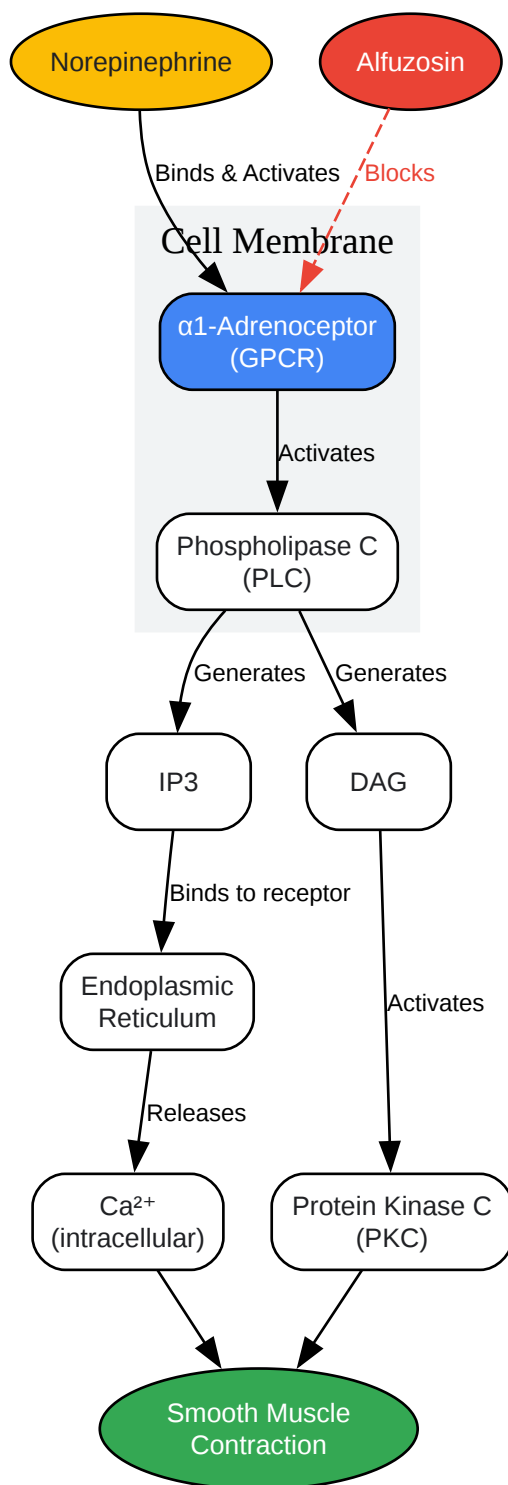 Norepinephrine
Alfuzosin
Binds & Activates
Blocks
Cell Membrane
α1-Adrenoceptor
(GPCR)
Activates
Phospholipase C
(PLC)
Generates
Generates
IP3
DAG
Binds to receptor
Endoplasmic
Reticulum
Activates
Releases
Ca²⁺
(intracellular)
Protein Kinase C
(PKC)
Smooth Muscle
Contraction